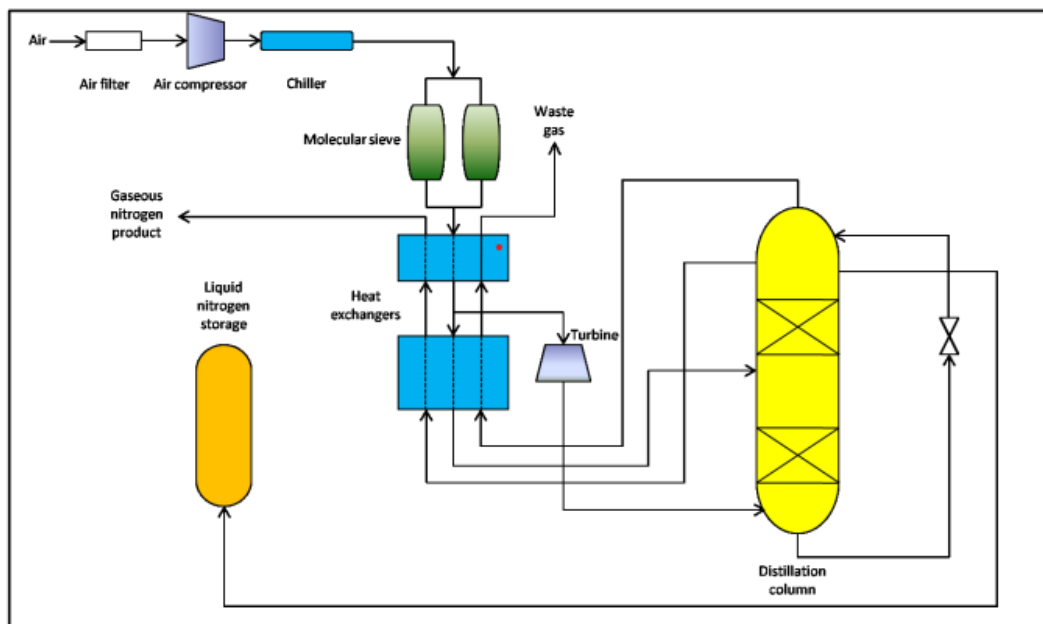 Air
Air filter
Air compressor
Chiller
Molecular sieve
Waste
gas
Gaseous
nitrogen
product
Liquid
nitrogen
storage
Heat
exchangers
Turbine
Distillation
column